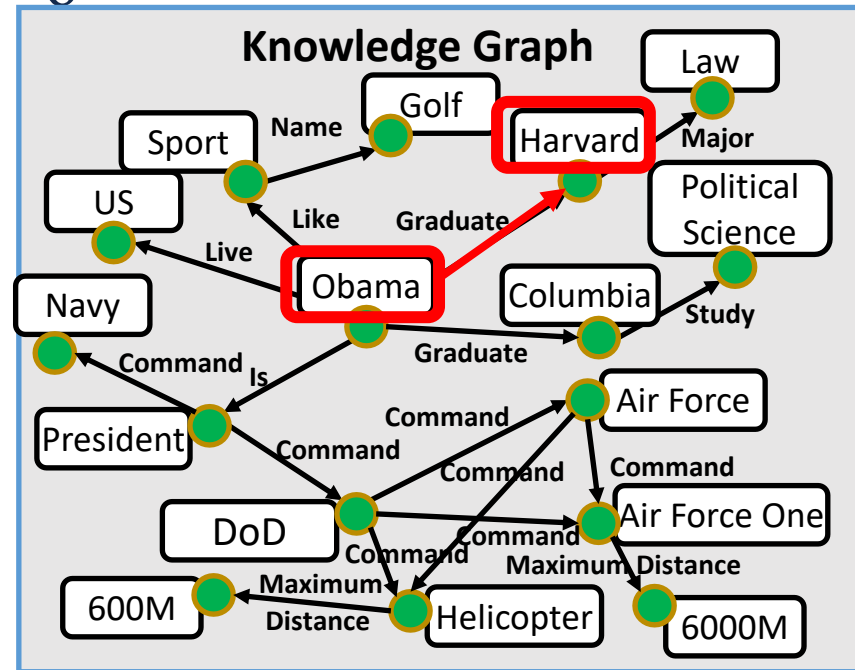 Knowledge Graph
Law
Golf
Name
Harvard
Major
Sport
Political
Science
US
Like
Graduate
Live
Obama
Columbia
Navy
Study
Graduate
Command
Is
Air Force
Command
President
Command
Command
Command
DoD
Air Force One
Command
Command
Maximum Distance
Maximum
Distance
600M
Helicopter
6000M